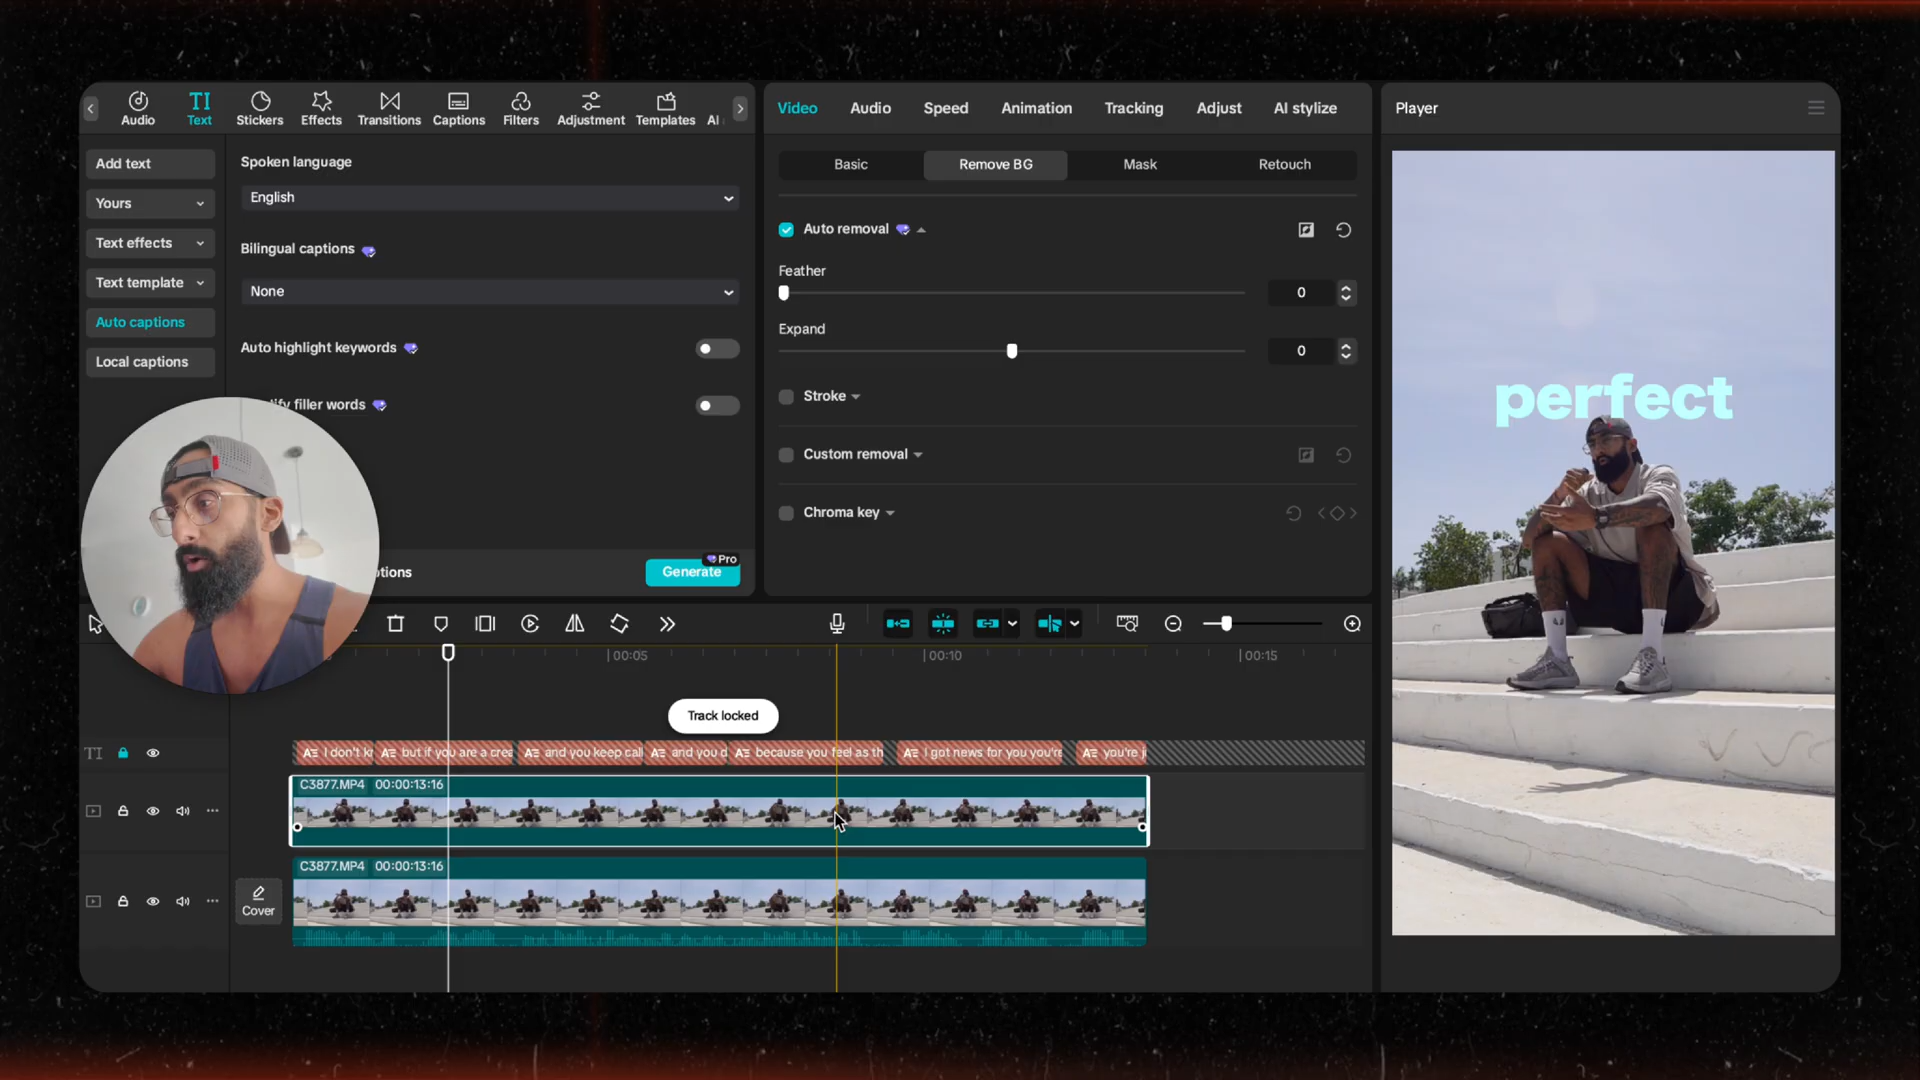 Audio
Text
Stickers
Effects
Transitions
Captions
Filters
Adjustment
Templates
AI
Add text
Yours
Text effects
Text template
Auto captions
Local captions
Spoken language
English
Bilingual captions
None
Auto highlight keywords
filler words
Pro
Generate
Video
Audio
Speed
Animation
Tracking
Adjust
AI stylize
Basic
Remove BG
Mask
Retouch
Auto removal
Feather
0
Expand
0
Stroke
Custom removal
Chroma key
Player
perfect
00:05
00:10
00:15
Track locked
I don't k
but if you are a crea
and you keep call
and you d
because you feel as th
I got news for you you're
you're j
C3877.MP4 00:00:13:16
C3877.MP4 00:00:13:16
Cover